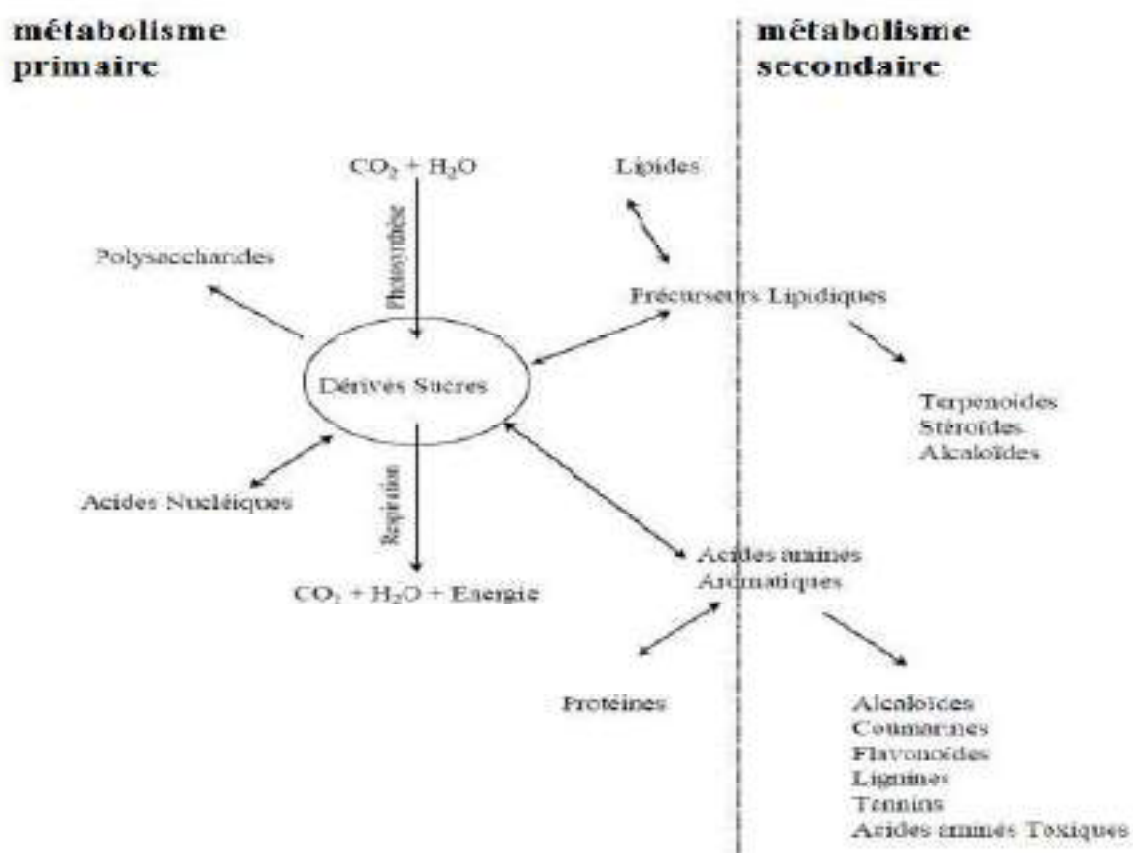 métabolisme
primaire
métabolisme
secondaire
CO₂ + H₂O
Lipides
Photosynthèse
Polysaccharides
Précurseurs Lipidiques
Dérivés Sucres
Terpenoïdes
Stéroïdes
Alcaloïdes
Acides Nucléiques
Respiration
Acides aminés
Aromatiques
CO₂ + H₂O + Energie
Protéines
Alcaloïdes
Coumarines
Flavonoïdes
Lignines
Tannins
Acides aminés Toxiques